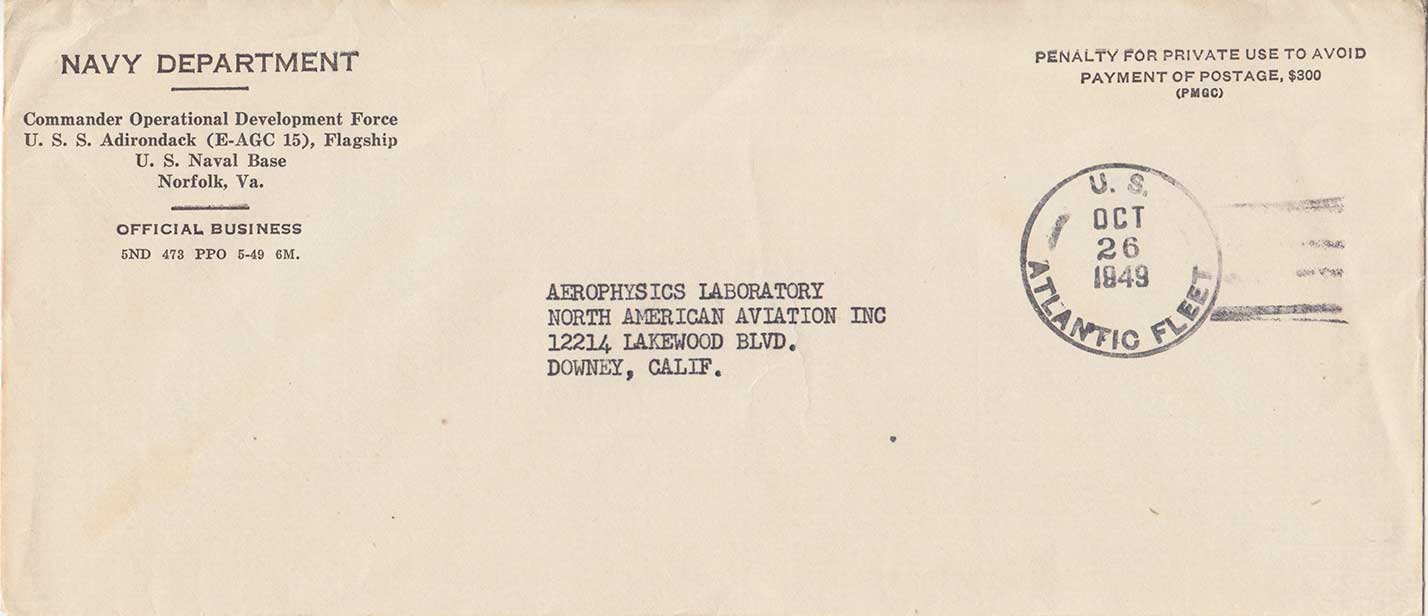 NAVY DEPARTMENT
Commander Operational Development Force
U. S. S. Adirondack (E-AGC 15), Flagship
U. S. Naval Base
Norfolk, Va.
OFFICIAL BUSINESS
5ND 473 PPO 5-49 6M.
PENALTY FOR PRIVATE USE TO AVOID
PAYMENT OF POSTAGE, $300
(PMGC)
U. S.
OCT
26
1949
ATLANTIC FLEET
AEROPHYSICS LABORATORY
NORTH AMERICAN AVIATION INC
12214 LAKEWOOD BLVD.
DOWNEY, CALIF.